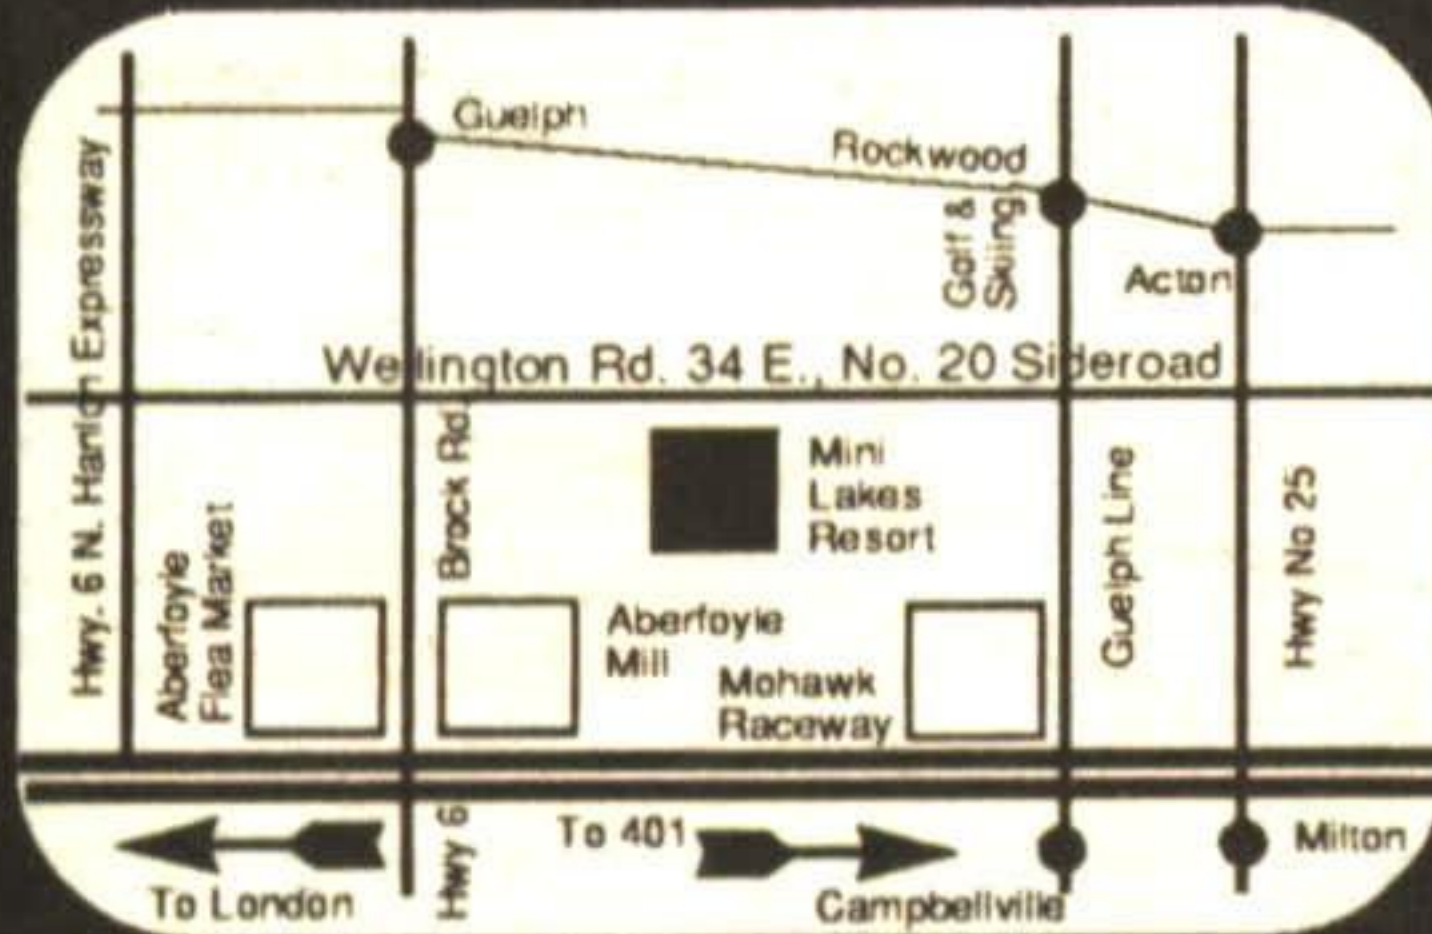 Guelph
Rockwood
Golf &
Skiing
Acton
Hwy. 6 N. Hanlon Expressway
Wellington Rd. 34 E., No. 20 Sideroad
Brock Rd.
Mini
Lakes
Resort
Guelph Line
Hwy No 25
Aberfoyle
Flea Market
Aberfoyle
Mill
Mohawk
Raceway
To London
Hwy 6
To 401
Campbellville
Milton